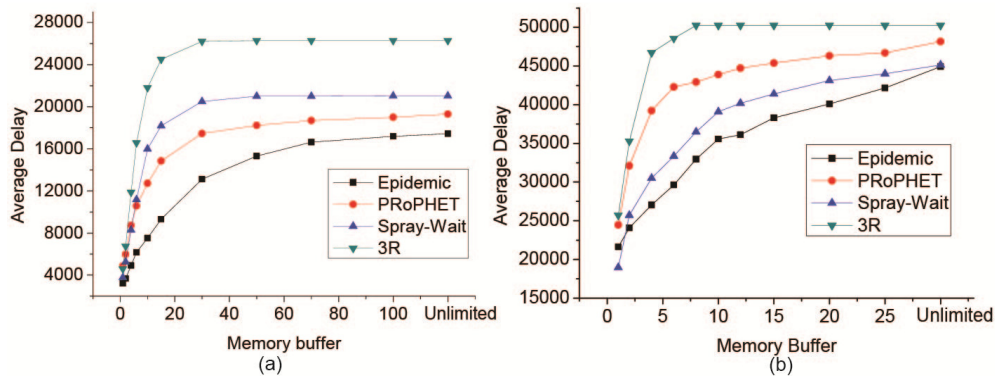 28000
24000
20000
16000
12000
8000
4000
Average Delay
0 20 40 60 80 100 Unlimited
Memory buffer
Epidemic
PRoPHET
Spray-Wait
3R
(a)
50000
45000
40000
35000
30000
25000
20000
15000
Average Delay
0 5 10 15 20 25 Unlimited
Memory Buffer
Epidemic
PRoPHET
Spray-Wait
3R
(b)